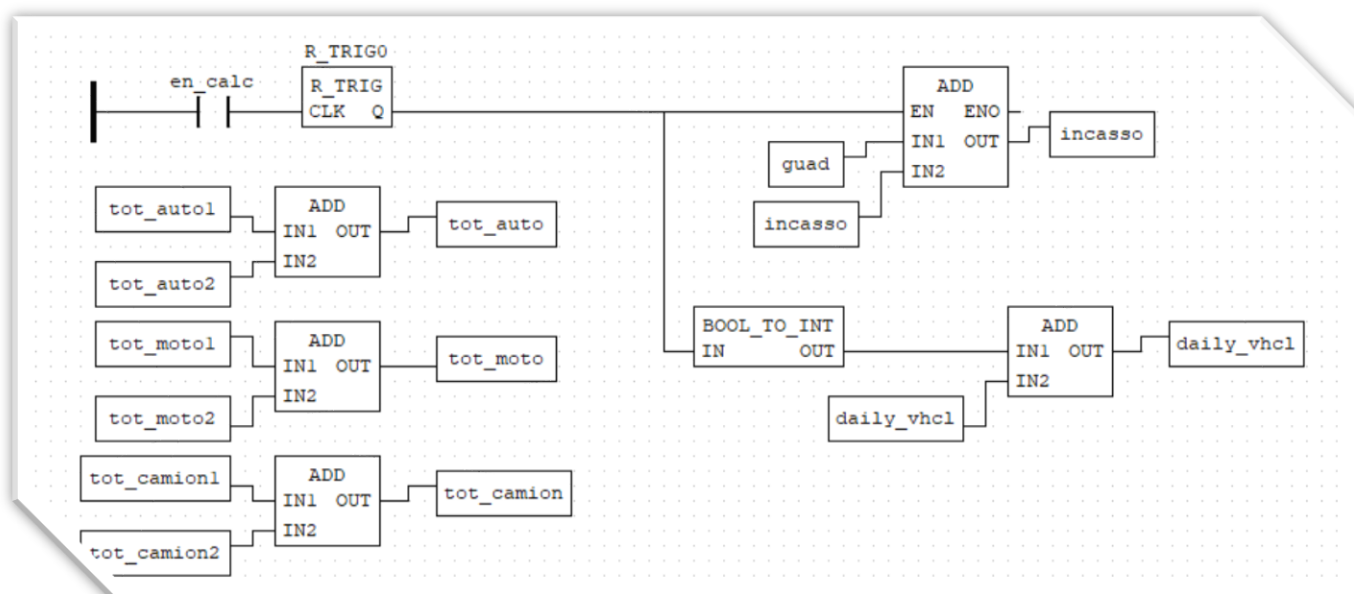 R_TRIG0
en_calc
R_TRIG
CLK Q
ADD
EN ENO
IN1 OUT
IN2
incasso
guad
incasso
tot_auto1
ADD
IN1 OUT
IN2
tot_auto
tot_auto2
tot_moto1
ADD
IN1 OUT
IN2
tot_moto
tot_moto2
tot_camion1
ADD
IN1 OUT
IN2
tot_camion
tot_camion2
BOOL_TO_INT
IN OUT
ADD
IN1 OUT
IN2
daily_vhcl
daily_vhcl